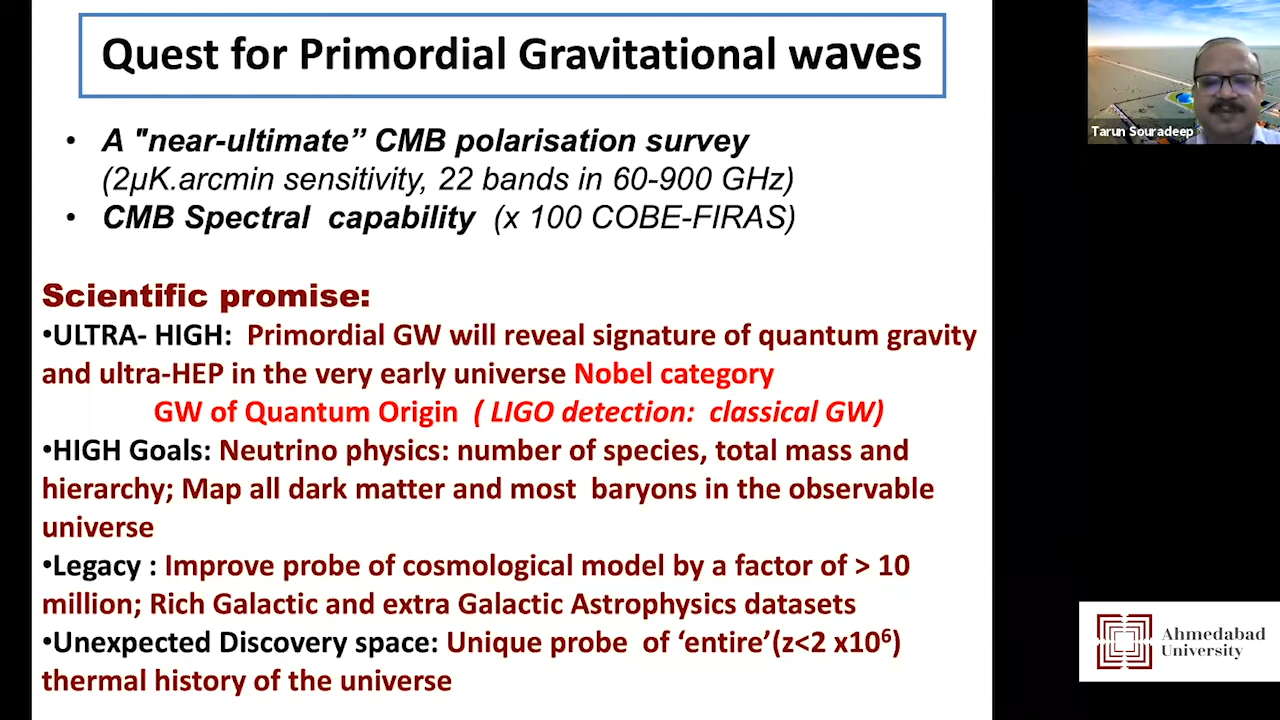 Quest for Primordial Gravitational waves
• A "near-ultimate” CMB polarisation survey
(2μK.arcmin sensitivity, 22 bands in 60-900 GHz)
• CMB Spectral capability (x 100 COBE-FIRAS)
Scientific promise:
•ULTRA- HIGH: Primordial GW will reveal signature of quantum gravity
and ultra-HEP in the very early universe Nobel category
GW of Quantum Origin ( LIGO detection: classical GW)
•HIGH Goals: Neutrino physics: number of species, total mass and
hierarchy; Map all dark matter and most baryons in the observable
universe
•Legacy : Improve probe of cosmological model by a factor of > 10
million; Rich Galactic and extra Galactic Astrophysics datasets
•Unexpected Discovery space: Unique probe of ‘entire’(z<2 x10⁶)
thermal history of the universe
Tarun Souradeep
Ahmedabad
University